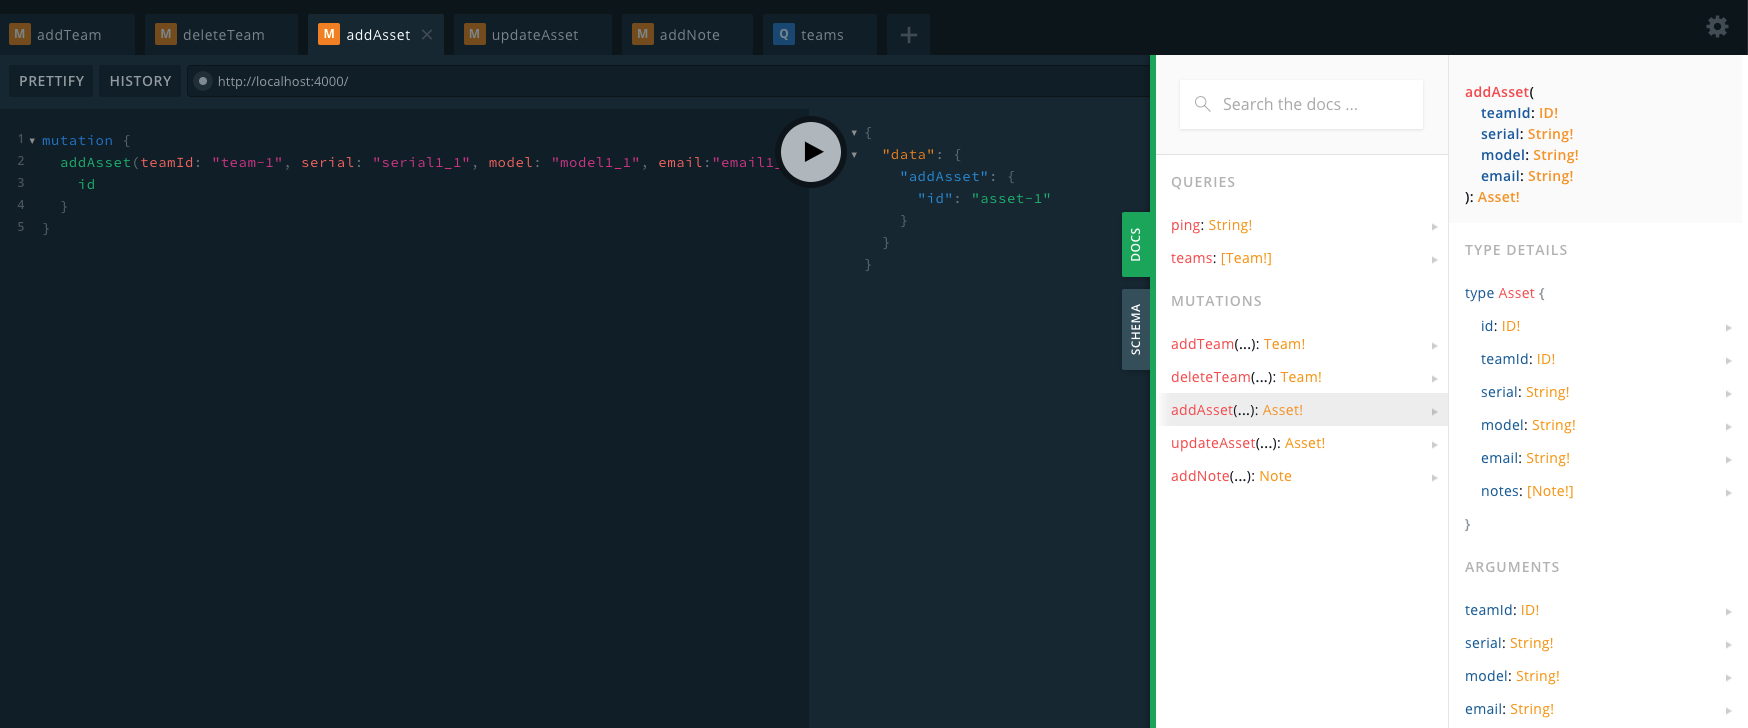 M addTeam
M deleteTeam
M addAsset ×
M updateAsset
M addNote
Q teams
+
PRETTIFY
HISTORY
http://localhost:4000/
1 mutation {
2 addAsset(teamId: "team-1", serial: "serial1_1", model: "model1_1", email:"email1_
3 id
4 }
5 }
{
"data": {
"addAsset": {
"id": "asset-1"
}
}
}
DOCS
SCHEMA
Search the docs ...
QUERIES
ping: String!
teams: [Team!]
MUTATIONS
addTeam(...): Team!
deleteTeam(...): Team!
addAsset(...): Asset!
updateAsset(...): Asset!
addNote(...): Note
addAsset(
teamId: ID!
serial: String!
model: String!
email: String!
): Asset!
TYPE DETAILS
type Asset {
id: ID!
teamId: ID!
serial: String!
model: String!
email: String!
notes: [Note!]
}
ARGUMENTS
teamId: ID!
serial: String!
model: String!
email: String!